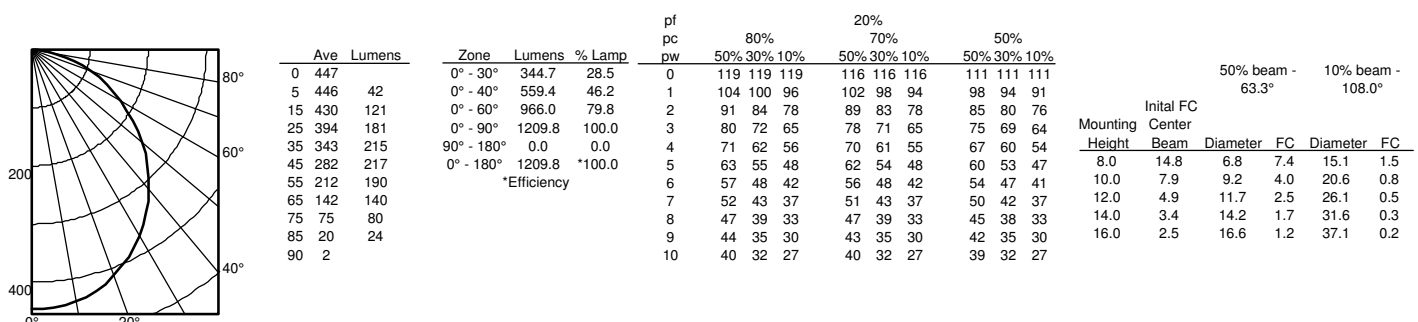 80°
60°
40°
20°
0°
200
400
Ave Lumens
0 447
5 446 42
15 430 121
25 394 181
35 343 215
45 282 217
55 212 190
65 142 140
75 75 80
85 20 24
90 2
Zone Lumens % Lamp
0° - 30° 344.7 28.5
0° - 40° 559.4 46.2
0° - 60° 966.0 79.8
0° - 90° 1209.8 100.0
90° - 180° 0.0 0.0
0° - 180° 1209.8 *100.0
*Efficiency
pf 20%
pc 80% 70% 50%
pw 50% 30% 10% 50% 30% 10% 50% 30% 10%
0 119 119 119 116 116 116 111 111 111
1 104 100 96 102 98 94 98 94 91
2 91 84 78 89 83 78 85 80 76
3 80 72 65 78 71 65 75 69 64
4 71 62 56 70 61 55 67 60 54
5 63 55 48 62 54 48 60 53 47
6 57 48 42 56 48 42 54 47 41
7 52 43 37 51 43 37 50 42 37
8 47 39 33 47 39 33 45 38 33
9 44 35 30 43 35 30 42 35 30
10 40 32 27 40 32 27 39 32 27
50% beam - 10% beam -
63.3° 108.0°
Inital FC
Mounting Center
Height Beam Diameter FC Diameter FC
8.0 14.8 6.8 7.4 15.1 1.5
10.0 7.9 9.2 4.0 20.6 0.8
12.0 4.9 11.7 2.5 26.1 0.5
14.0 3.4 14.2 1.7 31.6 0.3
16.0 2.5 16.6 1.2 37.1 0.2